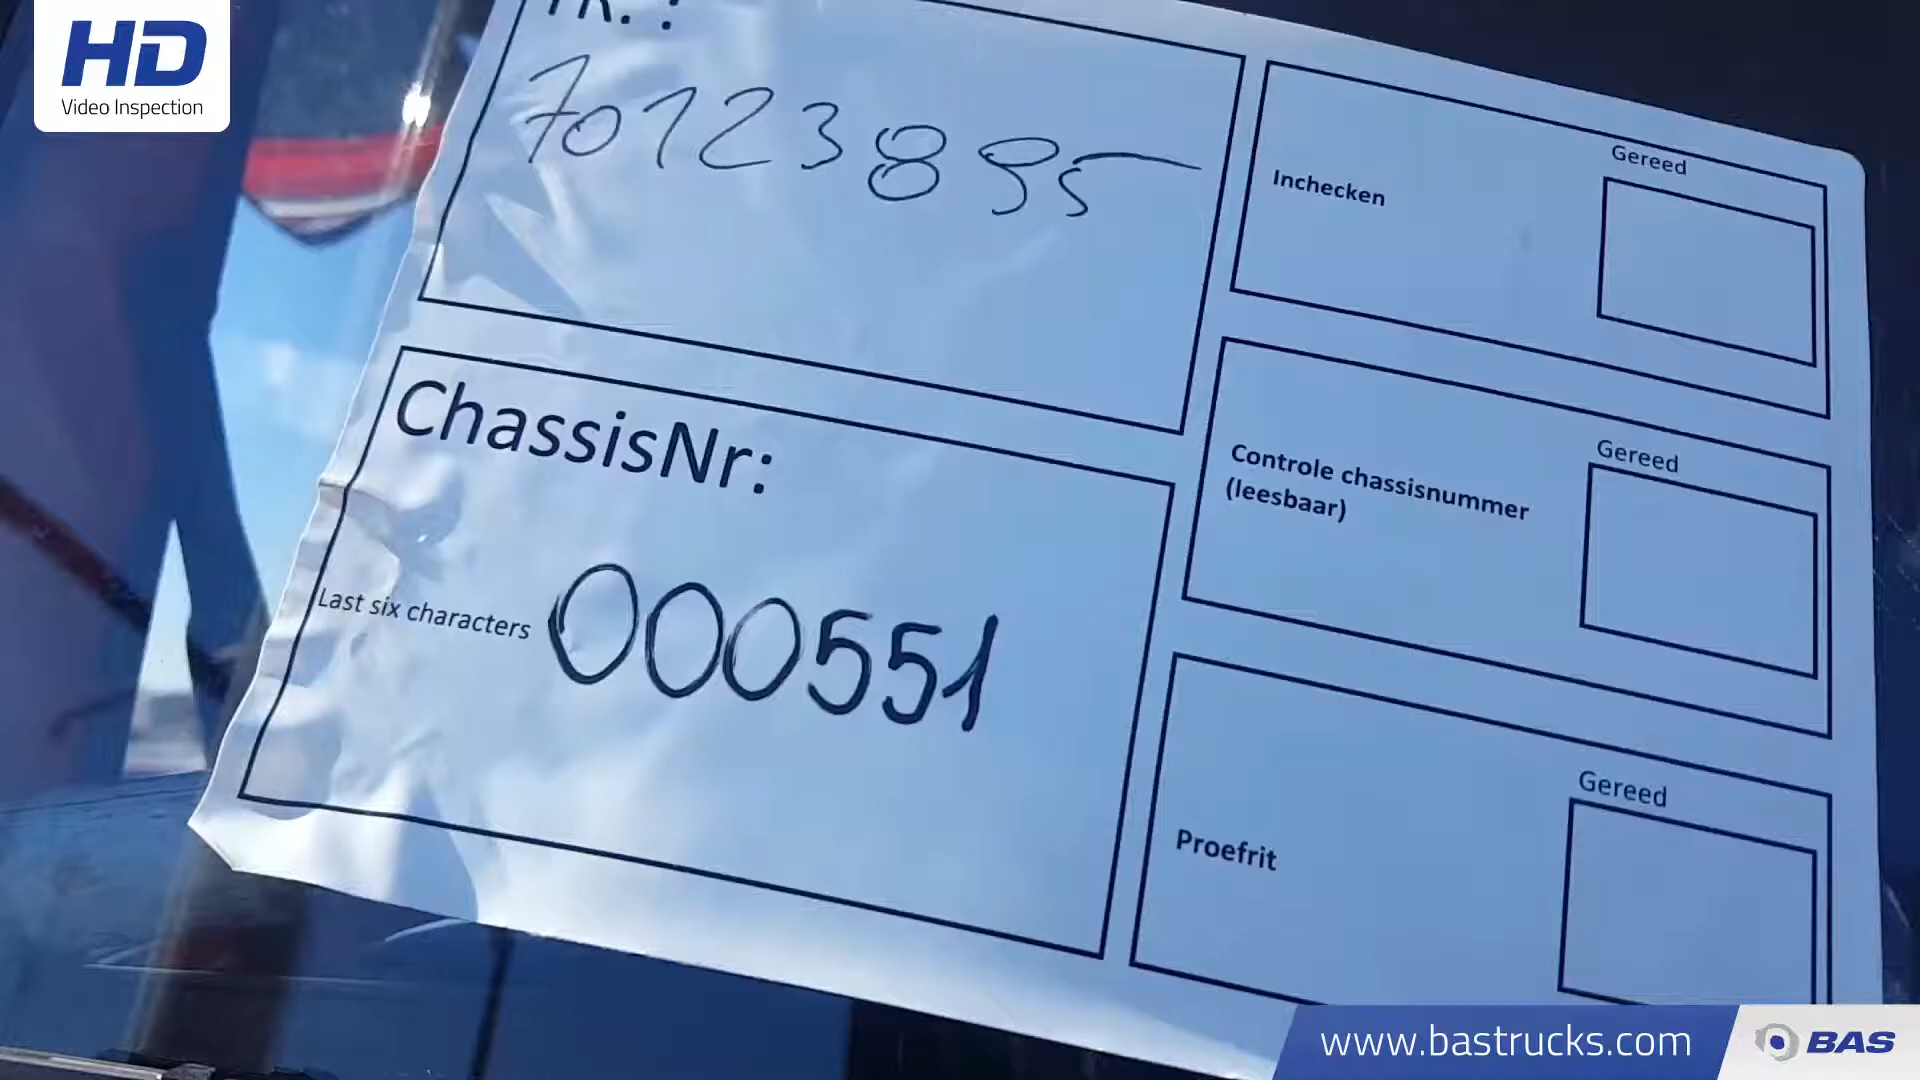 HD
Video Inspection
70123895
Inchecken
Gereed
ChassisNr:
Last six characters 000551
Controle chassisnummer
(leesbaar)
Gereed
Proefrit
Gereed
www.bastrucks.com
BAS